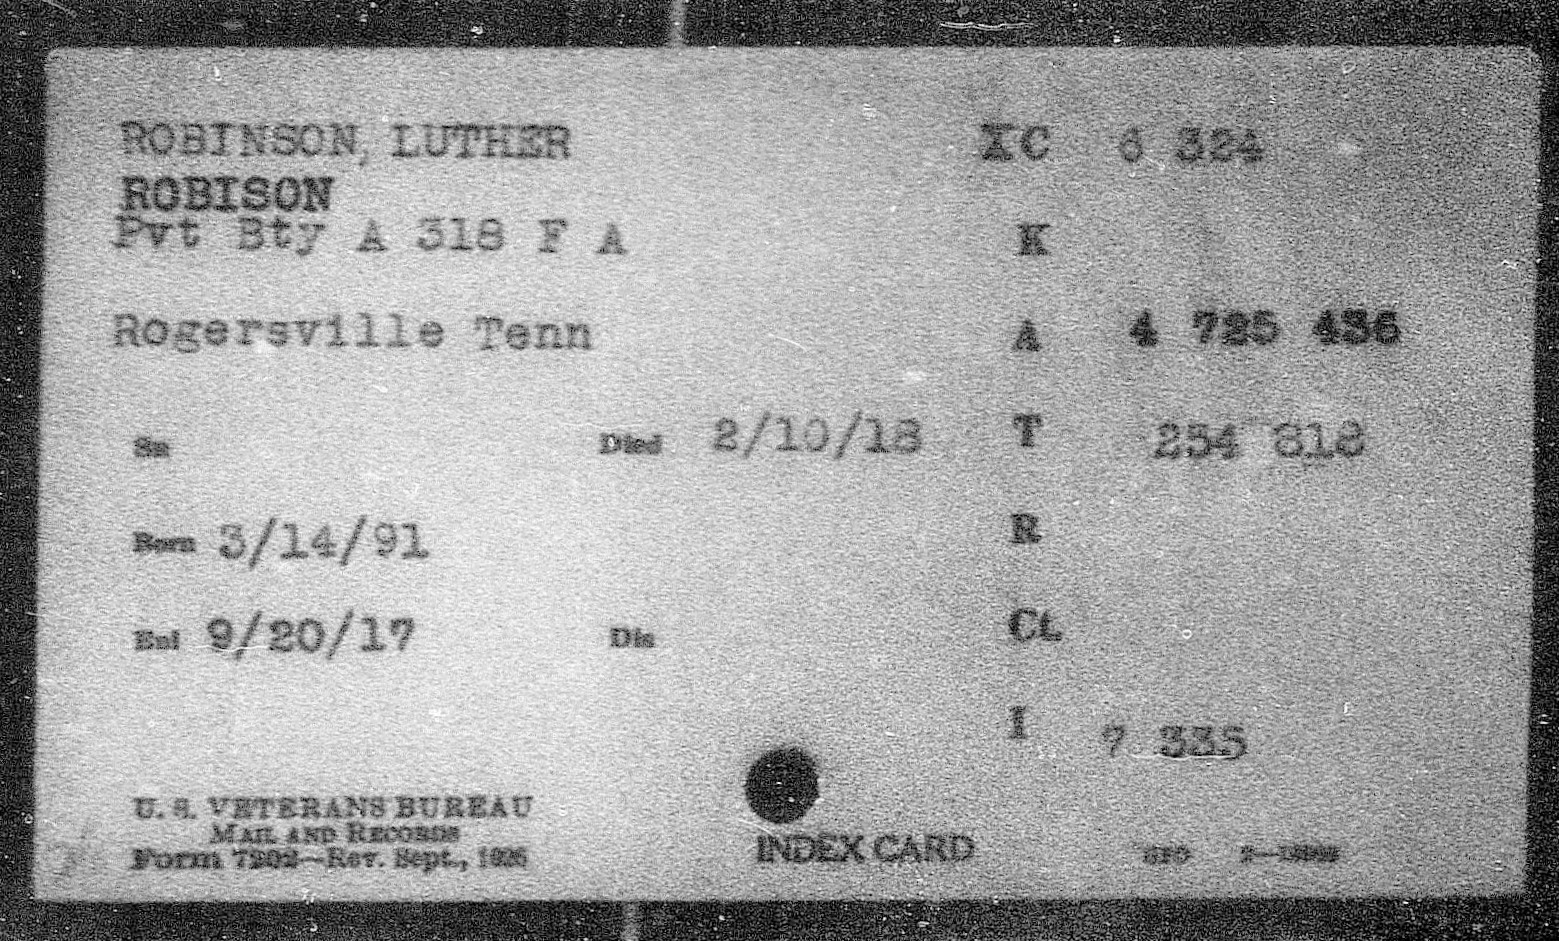 ROBINSON, LUTHER XC 6 324
ROBISON
Pvt Bty A 318 F A K
Rogersville Tenn A 4 725 436
Sn Died 2/10/18 T 254 818
Born 3/14/91 R
Enl 9/20/17 Dis Ct.
I 7 335
U. S. VETERANS BUREAU
MAIL AND RECORDS
Form 7202—Rev. Sept., 1926
INDEX CARD
GPO